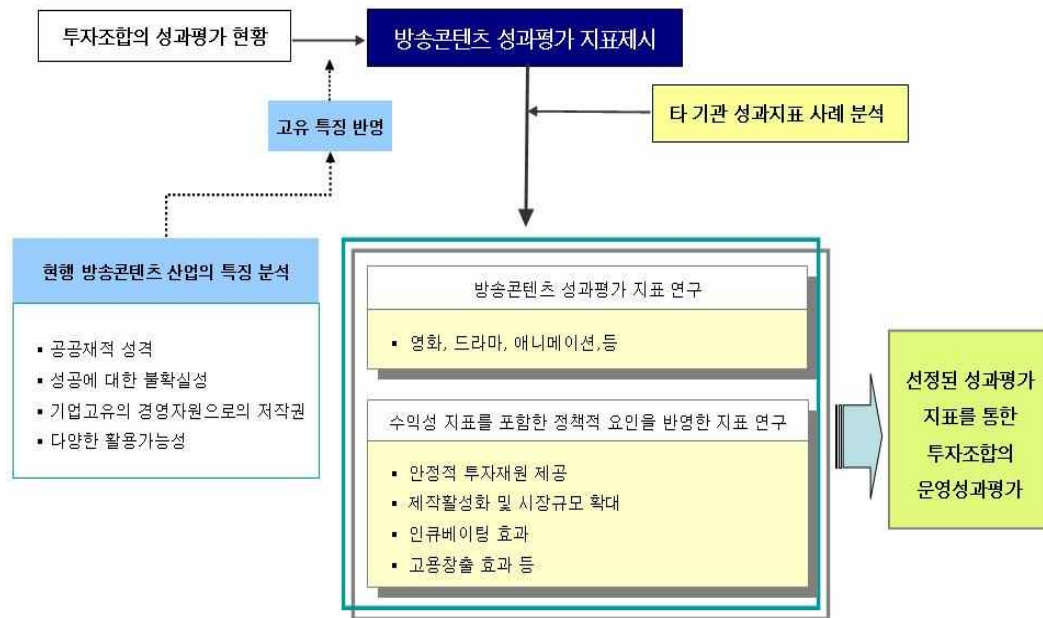 투자조합의 성과평가 현황
방송콘텐츠 성과평가 지표제시
고유 특징 반명
타 기관 성과지표 사례 분석
현행 방송콘텐츠 산업의 특징 분석
▪ 공공재적 성격
▪ 성공에 대한 불확실성
▪ 기업고유의 경영자원으로의 저작권
▪ 다양한 활용가능성
방송콘텐츠 성과평가 지표 연구
▪ 영화, 드라마, 애니메이션,등
수익성 지표를 포함한 정책적 요인을 반영한 지표 연구
▪ 안정적 투자재원 제공
▪ 제작활성화 및 시장규모 확대
▪ 인큐베이팅 효과
▪ 고용창출 효과 등
선정된 성과평가
지표를 통한
투자조합의
운영성과평가